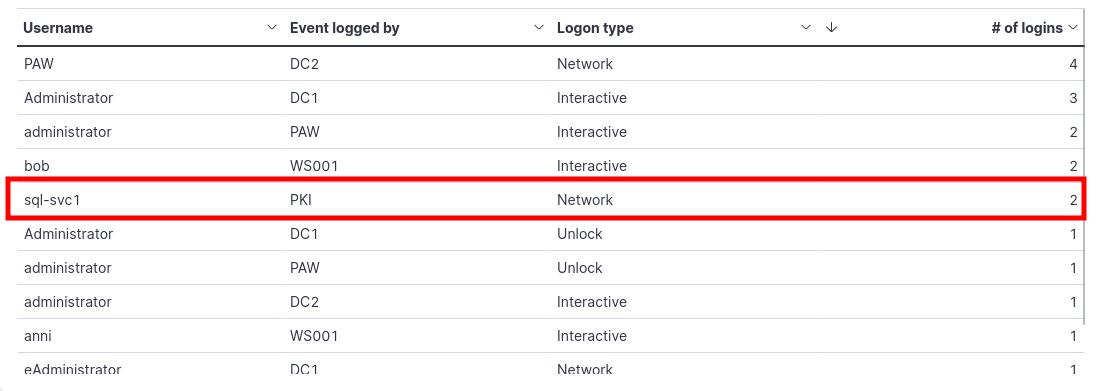 Username Event logged by Logon type # of logins
PAW DC2 Network 4
Administrator DC1 Interactive 3
administrator PAW Interactive 2
bob WS001 Interactive 2
sql-svc1 PKI Network 2
Administrator DC1 Unlock 1
administrator PAW Unlock 1
administrator DC2 Interactive 1
anni WS001 Interactive 1
eAdministrator DC1 Network 1